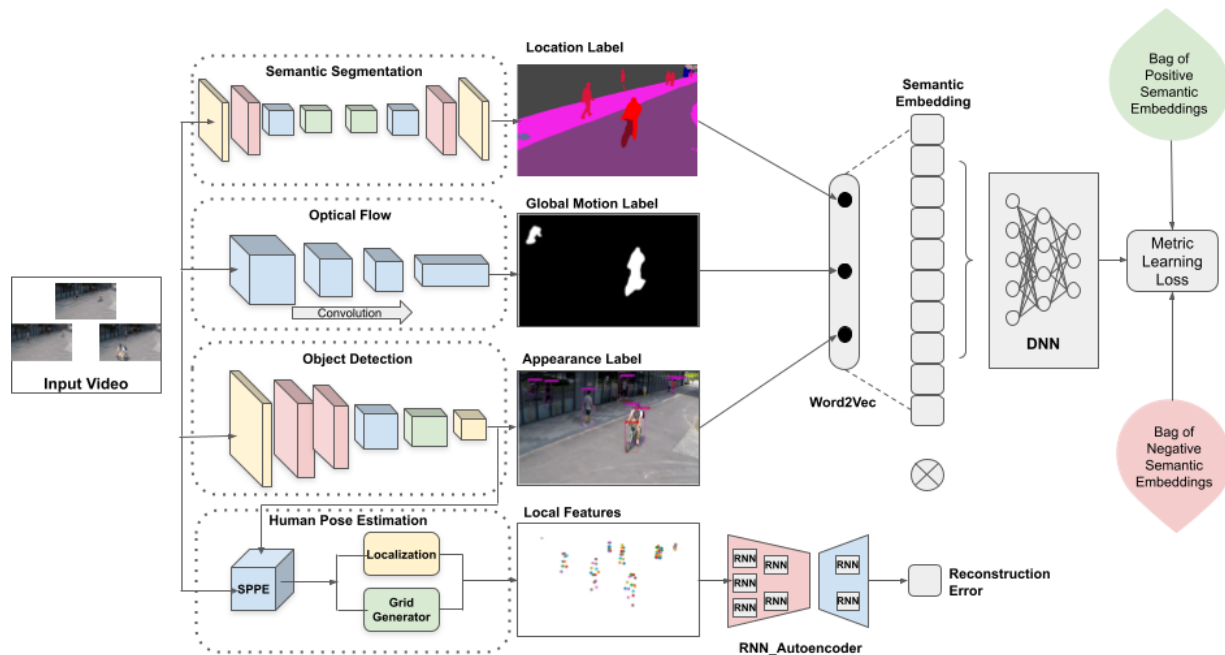 Location Label
Semantic Segmentation
Semantic
Embedding
Bag of
Positive
Semantic
Embeddings
Optical Flow
Global Motion Label
Convolution
Input Video
Object Detection
Appearance Label
Word2Vec
DNN
Metric
Learning
Loss
Bag of
Negative
Semantic
Embeddings
Human Pose Estimation
Local Features
SPPE
Localization
Grid
Generator
RNN
RNN
RNN
RNN
RNN
RNN
RNN
RNN_Autoencoder
Reconstruction
Error